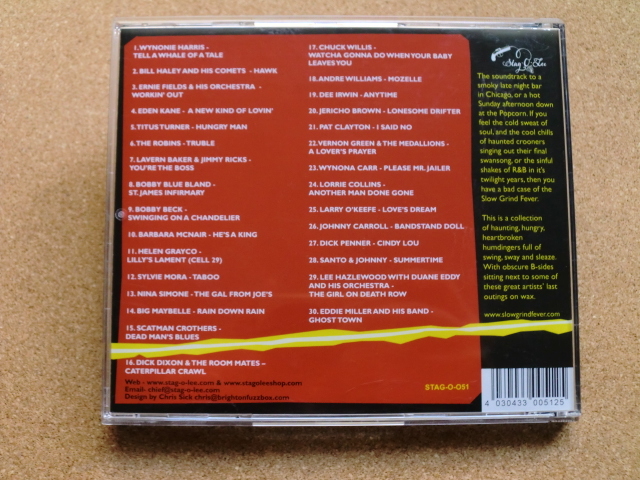 1. WYNONIE HARRIS -
TELL A WHALE OF A TALE
2. BILL HALEY AND HIS COMETS - HAWK
3. ERNIE FIELDS & HIS ORCHESTRA -
WORKIN' OUT
4. EDEN KANE - A NEW KIND OF LOVIN'
5. TITUS TURNER - HUNGRY MAN
6. THE ROBINS - TRUBLE
7. LAVERN BAKER & JIMMY RICKS -
YOU'RE THE BOSS
8. BOBBY BLUE BLAND -
ST. JAMES INFIRMARY
9. BOBBY BECK -
SWINGING ON A CHANDELIER
10. BARBARA MCNAIR - HE'S A KING
11. HELEN GRAYCO -
LILLY'S LAMENT (CELL 29)
12. SYLVIE MORA - TABOO
13. NINA SIMONE - THE GAL FROM JOE'S
14. BIG MAYBELLE - RAIN DOWN RAIN
15. SCATMAN CROTHERS -
DEAD MAN'S BLUES
16. DICK DIXON & THE ROOM MATES –
CATERPILLAR CRAWL
Web - www.stag-o-lee.com & www.stagoleeshop.com
Email- chief@stag-o-lee.com
Design by Chris Sick chris@brightonfuzzbox.com
17. CHUCK WILLIS -
WATCHA GONNA DO WHEN YOUR BABY
LEAVES YOU
18. ANDRE WILLIAMS - MOZELLE
19. DEE IRWIN - ANYTIME
20. JERICHO BROWN - LONESOME DRIFTER
21. PAT CLAYTON - I SAID NO
22. VERNON GREEN & THE MEDALLIONS -
A LOVER'S PRAYER
23. WYNONA CARR - PLEASE MR. JAILER
24. LORRIE COLLINS -
ANOTHER MAN DONE GONE
25. LARRY O'KEEFE - LOVE'S DREAM
26. JOHNNY CARROLL - BANDSTAND DOLL
27. DICK PENNER - CINDY LOU
28. SANTO & JOHNNY - SUMMERTIME
29. LEE HAZLEWOOD WITH DUANE EDDY
AND HIS ORCHESTRA -
THE GIRL ON DEATH ROW
30. EDDIE MILLER AND HIS BAND -
GHOST TOWN
STAG-O-051
Stag-O-Lee
The soundtrack to a
smoky late night bar
in Chicago, or a hot
Sunday afternoon down
at the Popcorn. If you
feel the cold sweat of
soul, and the cool chills
of haunted crooners
singing out their final
swansong, or the sinful
shakes of R&B in it's
twilight years, then you
have a bad case of the
Slow Grind Fever.
This is a collection
of haunting, hungry,
heartbroken
humdingers full of
swing, sway and sleaze.
With obscure B-sides
sitting next to some of
these great artists' last
outings on wax.
www.slowgrindfever.com
4 030433 005125